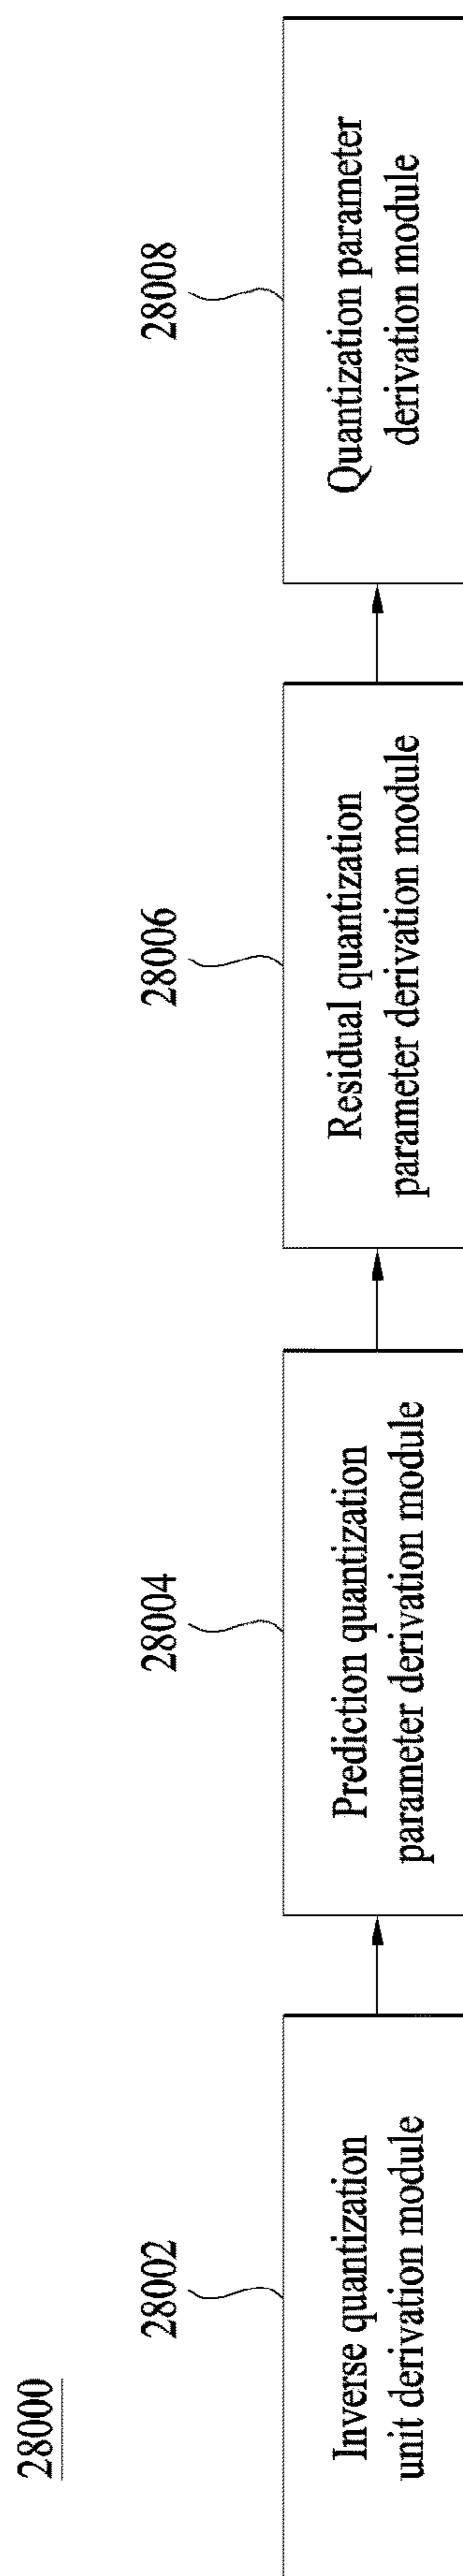 28000
28002
Inverse quantization
unit derivation module
28004
Prediction quantization
parameter derivation module
28006
Residual quantization
parameter derivation module
28008
Quantization parameter
derivation module